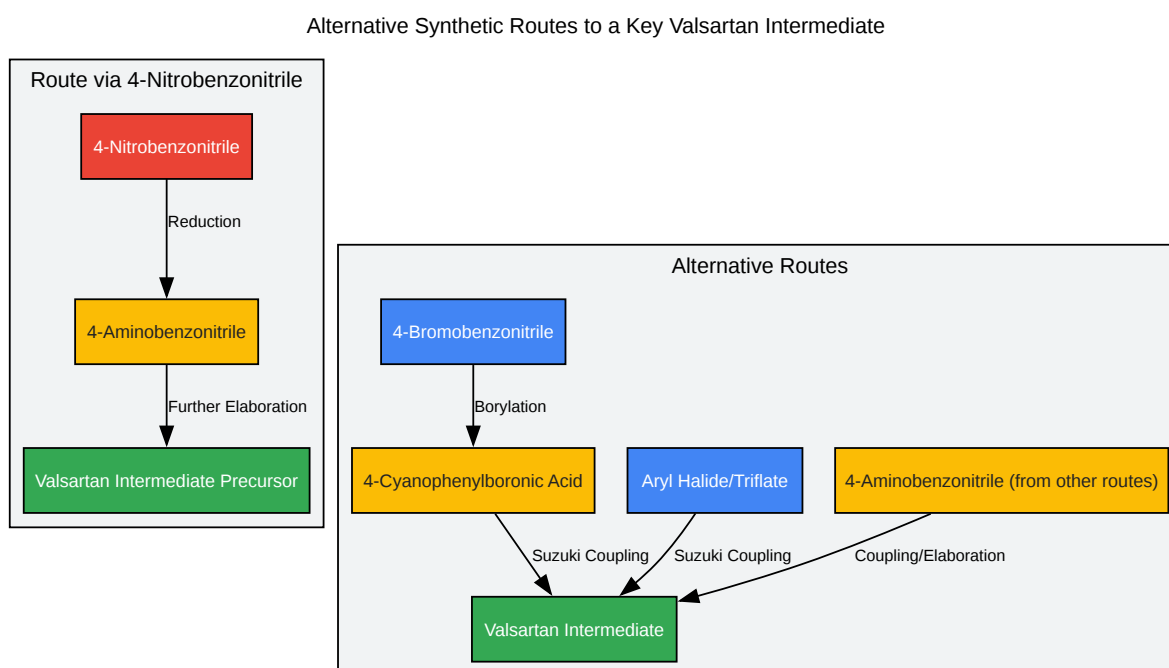 Alternative Synthetic Routes to a Key Valsartan Intermediate
Route via 4-Nitrobenzonitrile
4-Nitrobenzonitrile
Reduction
4-Aminobenzonitrile
Further Elaboration
Valsartan Intermediate Precursor
Alternative Routes
4-Bromobenzonitrile
Borylation
4-Cyanophenylboronic Acid
Aryl Halide/Triflate
4-Aminobenzonitrile (from other routes)
Suzuki Coupling
Suzuki Coupling
Coupling/Elaboration
Valsartan Intermediate